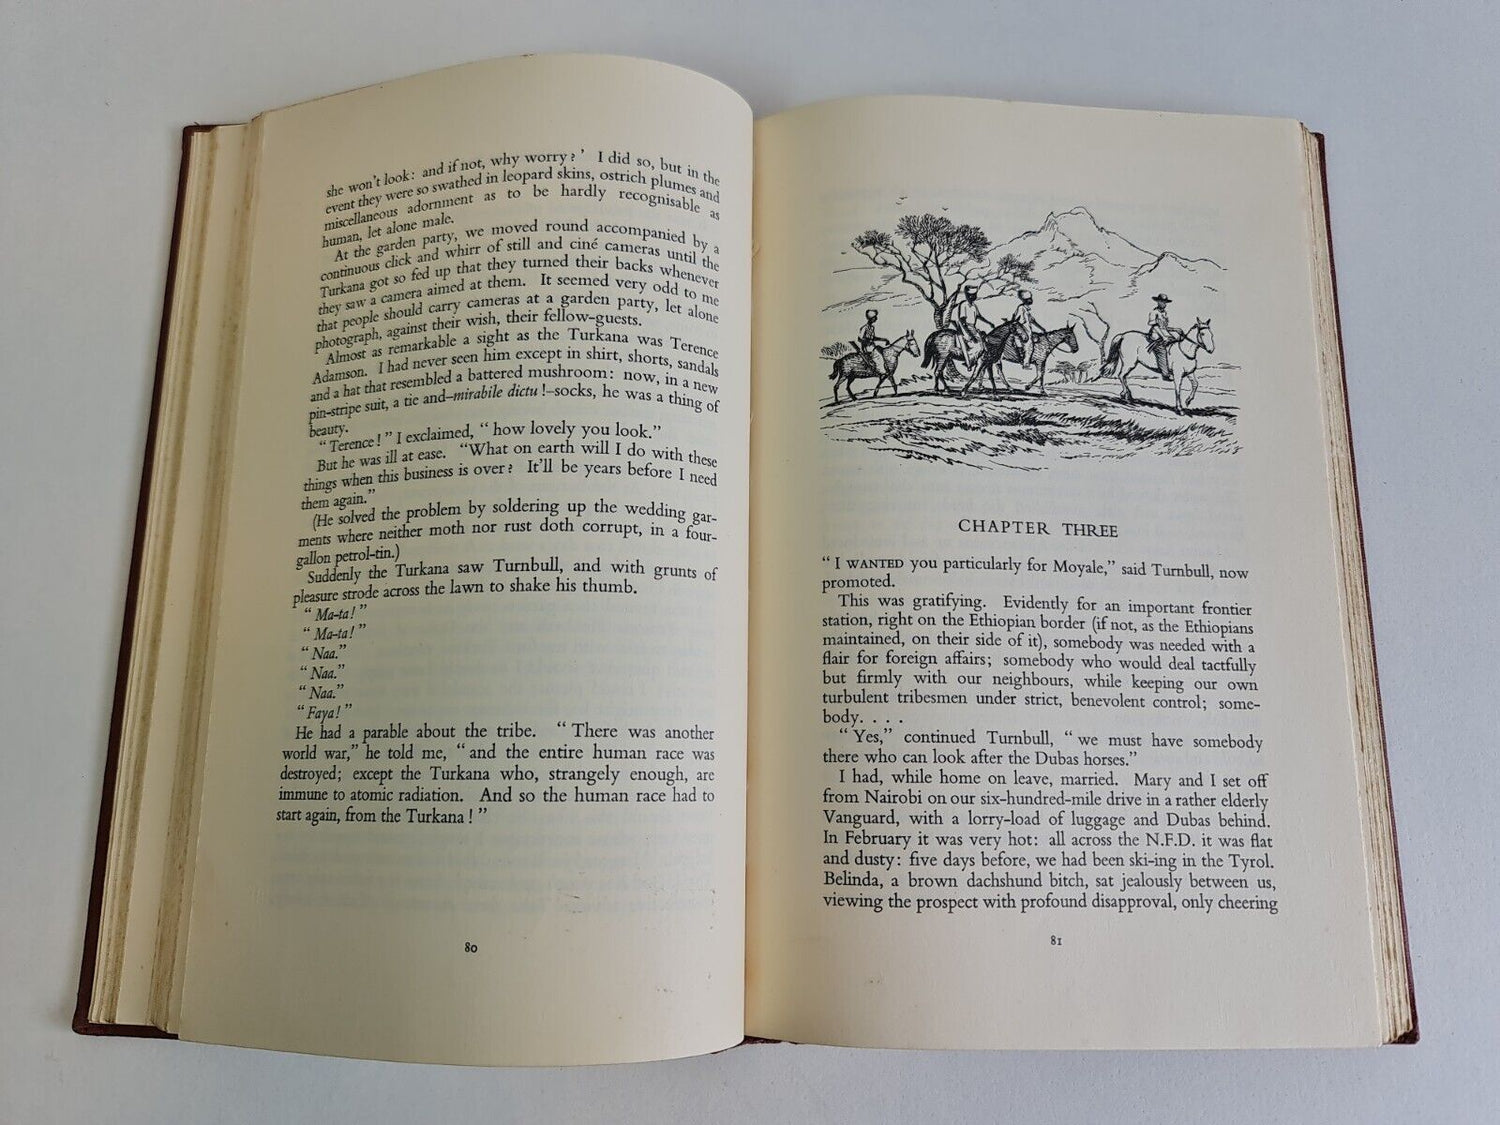 she won't look: and if not, why worry?' I did so, but in the
event they were so swathed in leopard skins, ostrich plumes and
miscellaneous adornment as to be hardly recognisable as
human, let alone male.
At the garden party, we moved round accompanied by a
continuous click and whirr of still and ciné cameras until the
Turkana got so fed up that they turned their backs whenever
they saw a camera aimed at them. It seemed very odd to me
that people should carry cameras at a garden party, let alone
photograph, against their wish, their fellow-guests.
Almost as remarkable a sight as the Turkana was Terence
Adamson. I had never seen him except in shirt, shorts, sandals
and a hat that resembled a battered mushroom: now, in a new
pin-stripe suit, a tie and–mirabile dictu!–socks, he was a thing of
beauty.
"Terence!" I exclaimed, "how lovely you look."
But he was ill at ease. "What on earth will I do with these
things when this business is over? It'll be years before I need
them again."
(He solved the problem by soldering up the wedding gar-
ments where neither moth nor rust doth corrupt, in a four-
gallon petrol-tin.)
Suddenly the Turkana saw Turnbull, and with grunts of
pleasure strode across the lawn to shake his thumb.
"Ma-ta!"
"Ma-ta!"
"Naa."
"Naa."
"Naa."
"Faya!"
He had a parable about the tribe. "There was another
world war," he told me, "and the entire human race was
destroyed; except the Turkana who, strangely enough, are
immune to atomic radiation. And so the human race had to
start again, from the Turkana!"
80
CHAPTER THREE
"I WANTED you particularly for Moyale," said Turnbull, now
promoted.
This was gratifying. Evidently for an important frontier
station, right on the Ethiopian border (if not, as the Ethiopians
maintained, on their side of it), somebody was needed with a
flair for foreign affairs; somebody who would deal tactfully
but firmly with our neighbours, while keeping our own
turbulent tribesmen under strict, benevolent control; some-
body. . . .
"Yes," continued Turnbull, "we must have somebody
there who can look after the Dubas horses."
I had, while home on leave, married. Mary and I set off
from Nairobi on our six-hundred-mile drive in a rather elderly
Vanguard, with a lorry-load of luggage and Dubas behind.
In February it was very hot: all across the N.F.D. it was flat
and dusty: five days before, we had been ski-ing in the Tyrol.
Belinda, a brown dachshund bitch, sat jealously between us,
viewing the prospect with profound disapproval, only cheering
81